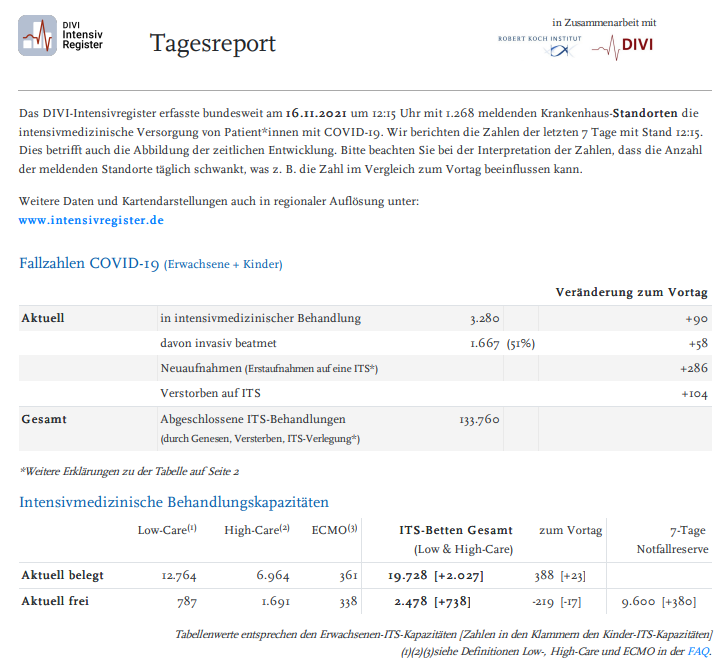 DIVI
Intensiv
Register
Tagesreport
in Zusammenarbeit mit
ROBERT KOCH INSTITUT
DIVI
Das DIVI-Intensivregister erfasste bundesweit am 16.11.2021 um 12:15 Uhr mit 1.268 meldenden Krankenhaus-Standorten die
intensivmedizinische Versorgung von Patient*innen mit COVID-19. Wir berichten die Zahlen der letzten 7 Tage mit Stand 12:15.
Dies betrifft auch die Abbildung der zeitlichen Entwicklung. Bitte beachten Sie bei der Interpretation der Zahlen, dass die Anzahl
der meldenden Standorte täglich schwankt, was z. B. die Zahl im Vergleich zum Vortag beeinflussen kann.
Weitere Daten und Kartendarstellungen auch in regionaler Auflösung unter:
www.intensivregister.de
Fallzahlen COVID-19 (Erwachsene + Kinder)
Veränderung zum Vortag
Aktuell in intensivmedizinischer Behandlung 3.280 +90
davon invasiv beatmet 1.667 (51%) +58
Neuaufnahmen (Erstaufnahmen auf eine ITS*) +286
Verstorben auf ITS +104
Gesamt Abgeschlossene ITS-Behandlungen 133.760
(durch Genesen, Versterben, ITS-Verlegung*)
*Weitere Erklärungen zu der Tabelle auf Seite 2
Intensivmedizinische Behandlungskapazitäten
Low-Care(1) High-Care(2) ECMO(3) ITS-Betten Gesamt zum Vortag 7-Tage
(Low & High-Care) Notfallreserve
Aktuell belegt 12.764 6.964 361 19.728 [+2.027] 388 [+23]
Aktuell frei 787 1.691 338 2.478 [+738] -219 [-17] 9.600 [+380]
Tabellenwerte entsprechen den Erwachsenen-ITS-Kapazitäten [Zahlen in den Klammern den Kinder-ITS-Kapazitäten]
(1)(2)(3)siehe Definitionen Low-, High-Care und ECMO in der FAQ.